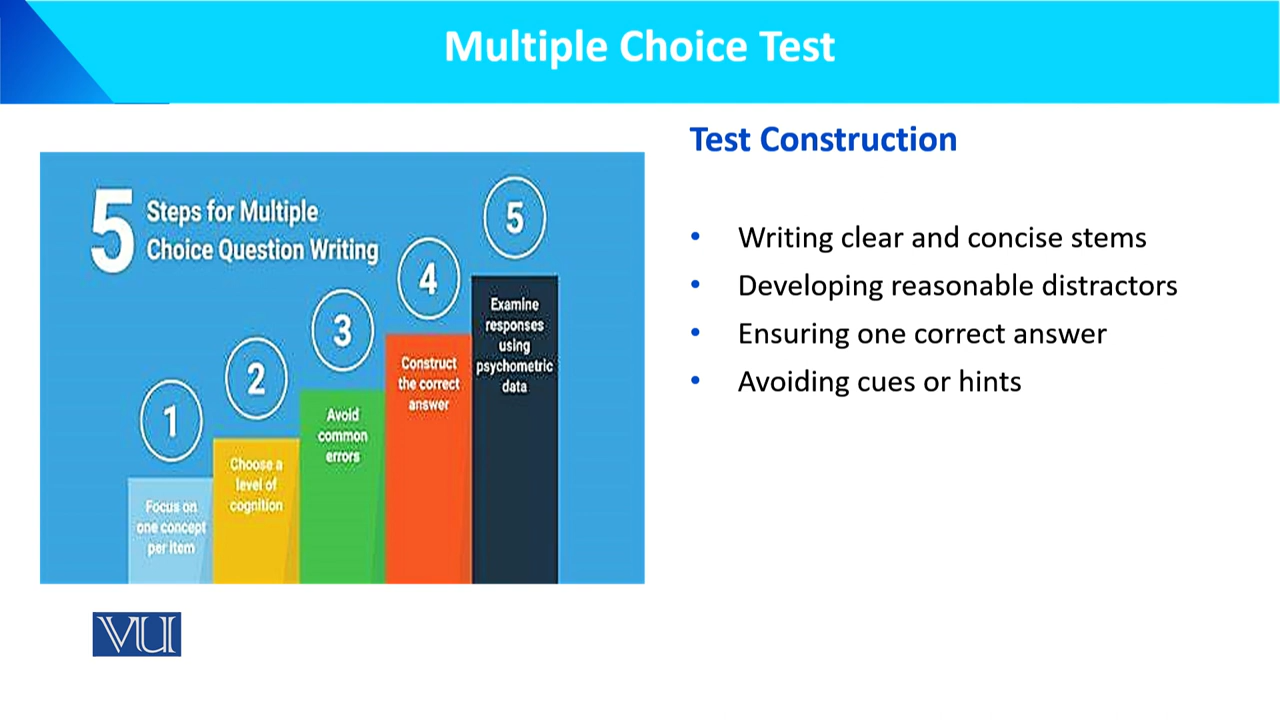 Multiple Choice Test
5
Steps for Multiple
Choice Question Writing
1
Focus on
one concept
per item
2
Choose a
level of
cognition
3
Avoid
common
errors
4
Construct
the correct
answer
5
Examine
responses
using
psychometric
data
Test Construction
• Writing clear and concise stems
• Developing reasonable distractors
• Ensuring one correct answer
• Avoiding cues or hints
VU